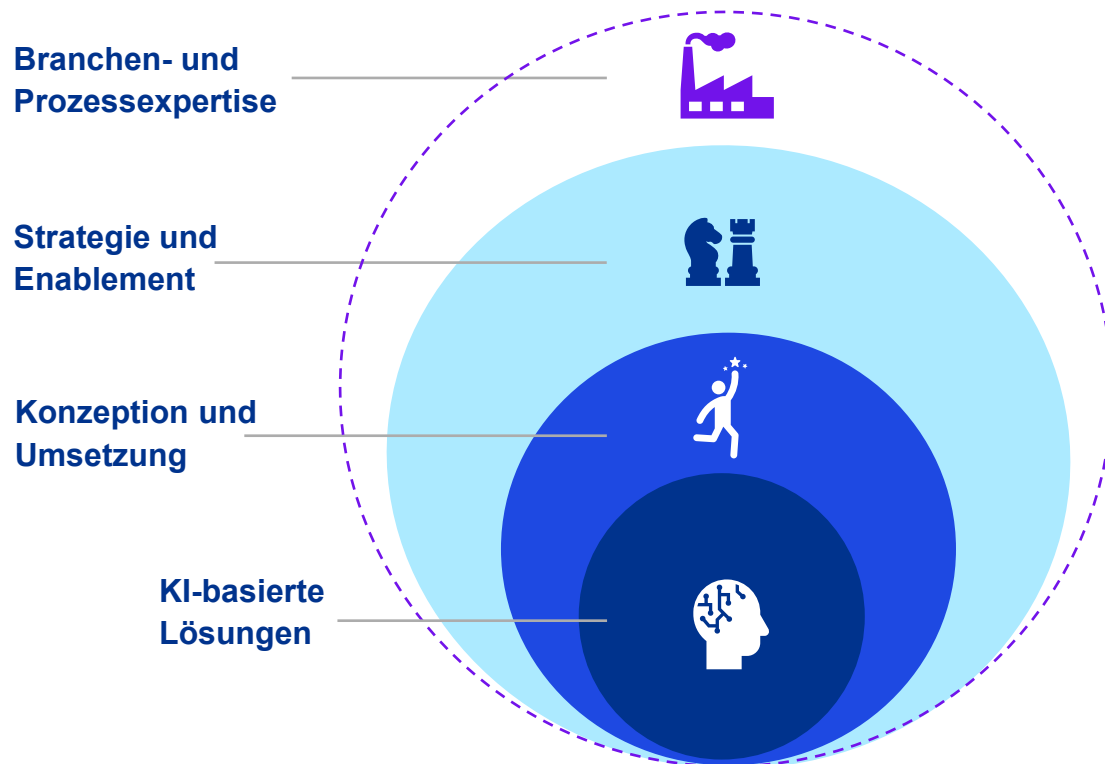 Branchen- und
Prozessexpertise
Strategie und
Enablement
Konzeption und
Umsetzung
KI-basierte
Lösungen